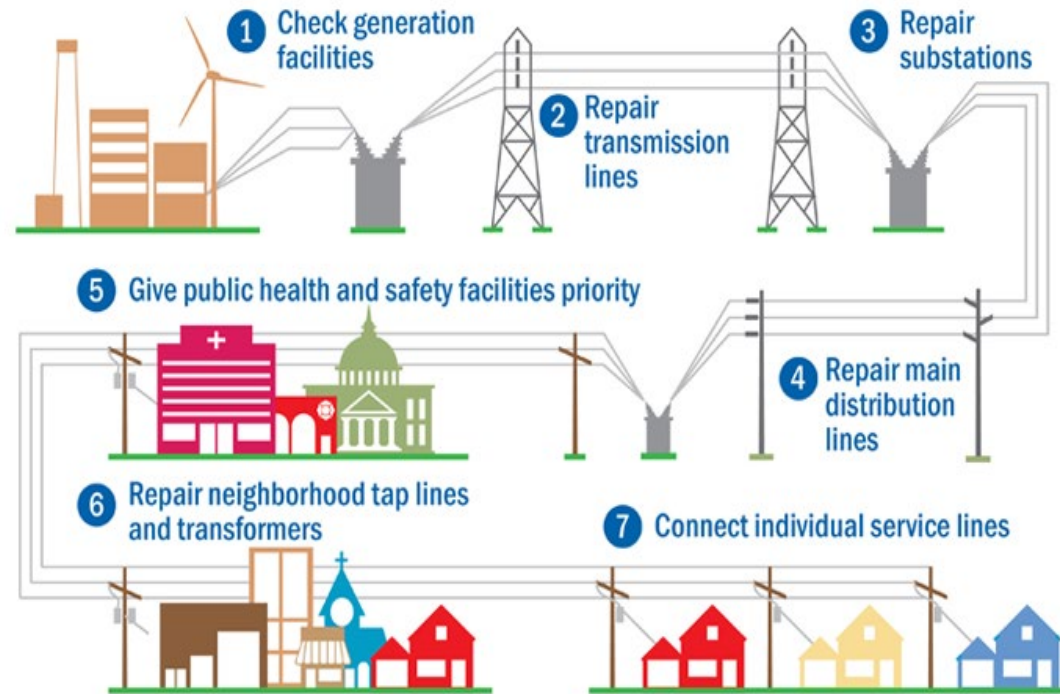 1 Check generation
facilities
2 Repair
transmission
lines
3 Repair
substations
4 Repair main
distribution
lines
5 Give public health and safety facilities priority
6 Repair neighborhood tap lines
and transformers
7 Connect individual service lines